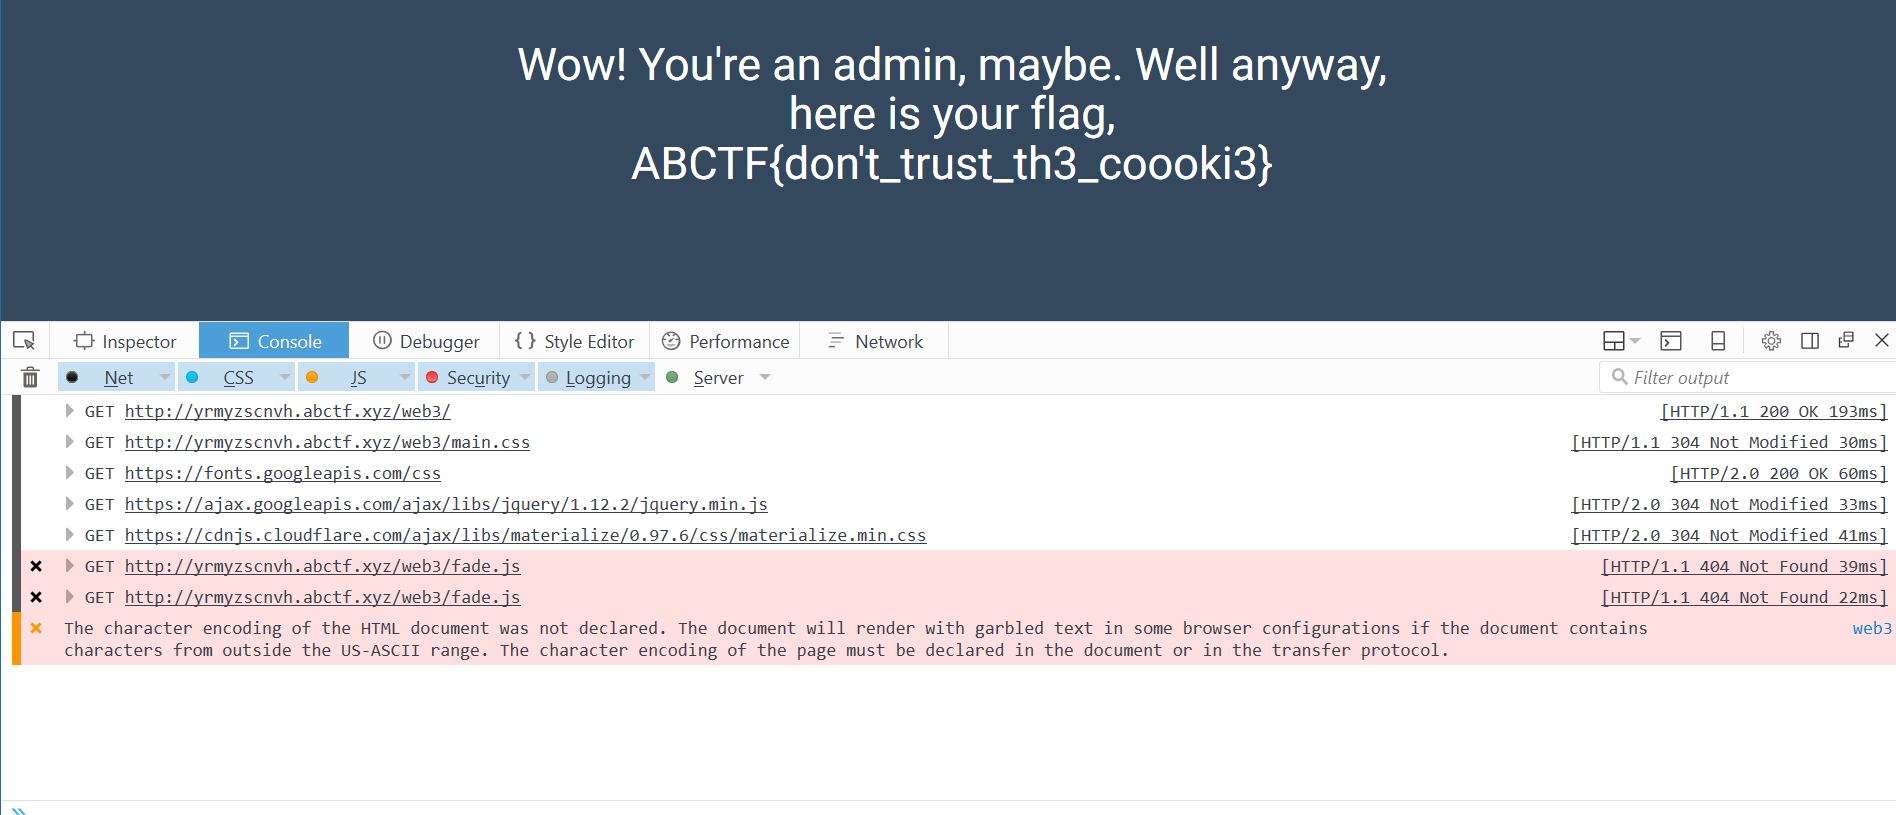 Wow! You're an admin, maybe. Well anyway,
here is your flag,
ABCTF{don't_trust_th3_coooki3}
Inspector Console Debugger Style Editor Performance Network
Net CSS JS Security Logging Server Filter output
GET http://yrmyzscnvh.abctf.xyz/web3/ [HTTP/1.1 200 OK 193ms]
GET http://yrmyzscnvh.abctf.xyz/web3/main.css [HTTP/1.1 304 Not Modified 30ms]
GET https://fonts.googleapis.com/css [HTTP/2.0 200 OK 60ms]
GET https://ajax.googleapis.com/ajax/libs/jquery/1.12.2/jquery.min.js [HTTP/2.0 304 Not Modified 33ms]
GET https://cdnjs.cloudflare.com/ajax/libs/materialize/0.97.6/css/materialize.min.css [HTTP/2.0 304 Not Modified 41ms]
GET http://yrmyzscnvh.abctf.xyz/web3/fade.js [HTTP/1.1 404 Not Found 39ms]
GET http://yrmyzscnvh.abctf.xyz/web3/fade.js [HTTP/1.1 404 Not Found 22ms]
The character encoding of the HTML document was not declared. The document will render with garbled text in some browser configurations if the document contains web3
characters from outside the US-ASCII range. The character encoding of the page must be declared in the document or in the transfer protocol.